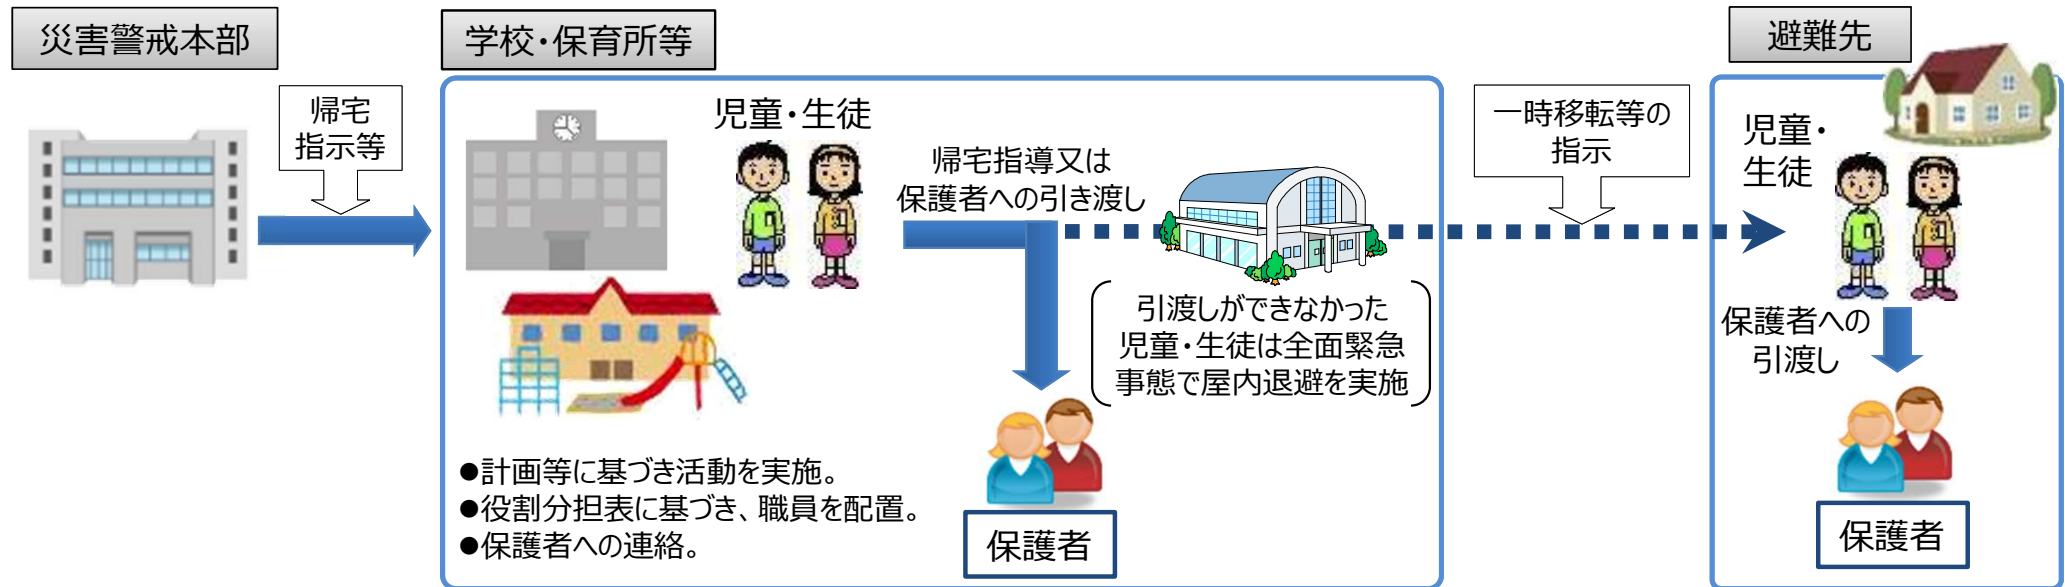 災害警戒本部
帰宅
指示等
学校・保育所等
児童・生徒
帰宅指導又は
保護者への引き渡し
引渡しができなかった
児童・生徒は全面緊急
事態で屋内退避を実施
●計画等に基づき活動を実施。
●役割分担表に基づき、職員を配置。
●保護者への連絡。
保護者
一時移転等の
指示
避難先
児童・
生徒
保護者への
引渡し
保護者